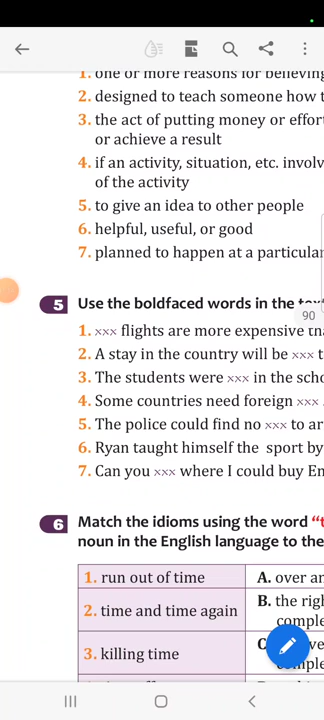 1. one or more reasons for believing
2. designed to teach someone how
3. the act of putting money or effort
or achieve a result
4. if an activity, situation, etc. involv
of the activity
5. to give an idea to other people
6. helpful, useful, or good
7. planned to happen at a particular
5 Use the boldfaced words in the text
90
1. xxx flights are more expensive
2. A stay in the country will be xxx
3. The students were xxx in the
4. Some countries need foreign xxx
5. The police could find no xxx to ar
6. Ryan taught himself the sport by
7. Can you xxx where I could buy
6 Match the idioms using the word
noun in the English language to the
1. run out of time
A. over
2. time and time again
B. the
comple
3. killing time
C
comple